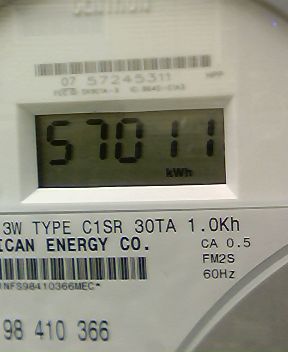 07 57245311
57011
kWh
3W TYPE C1SR 30TA 1.0Kh
ICAN ENERGY CO.
CA 0.5
FM2S
60Hz
1NFS98410366MEC*
98 410 366